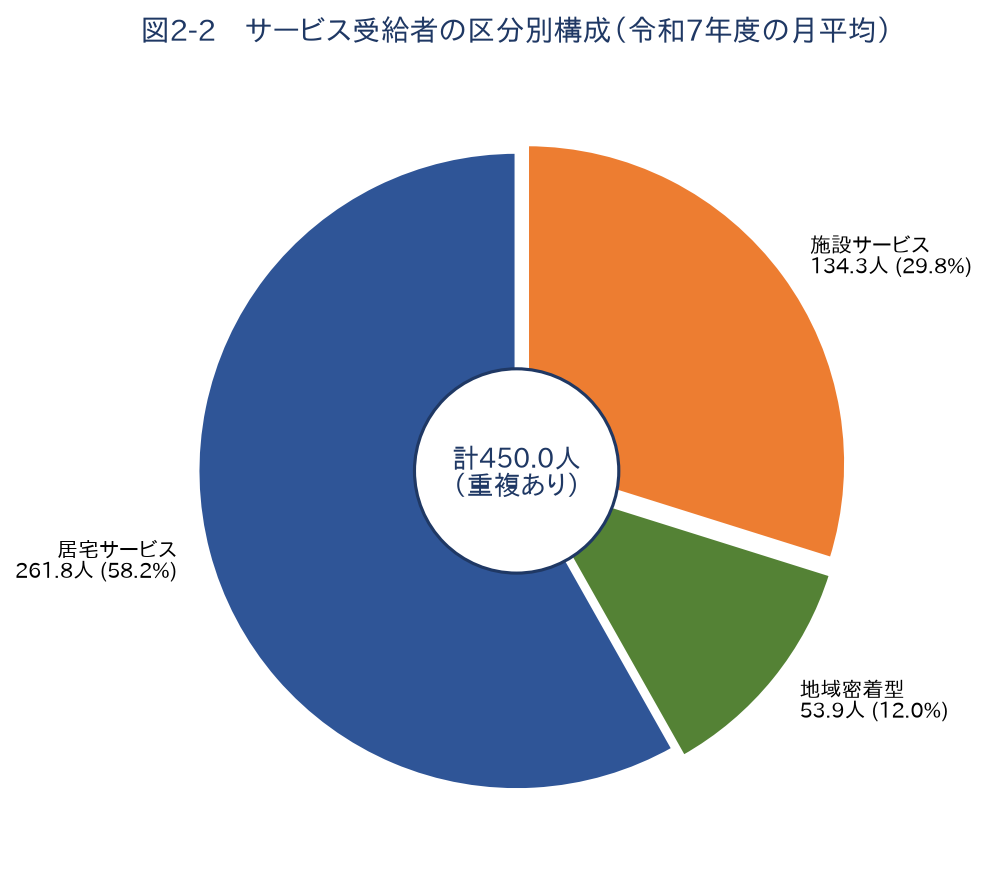 図2-2　サービス受給者の区分別構成（令和7年度の月平均）
施設サービス
134.3人 (29.8%)
計450.0人
（重複あり）
居宅サービス
261.8人 (58.2%)
地域密着型
53.9人 (12.0%)